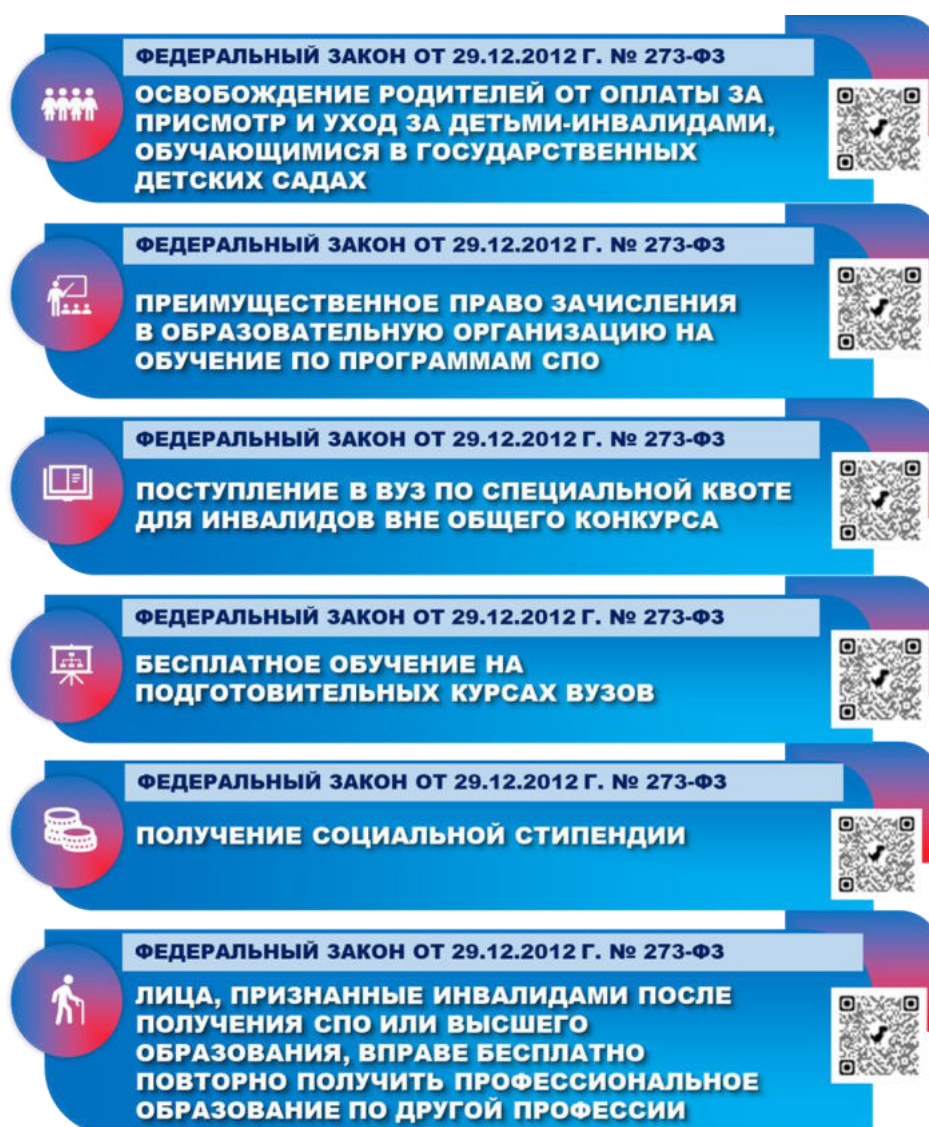 ФЕДЕРАЛЬНЫЙ ЗАКОН ОТ 29.12.2012 Г. № 273-ФЗ
ОСВОБОЖДЕНИЕ РОДИТЕЛЕЙ ОТ ОПЛАТЫ ЗА
ПРИСМОТР И УХОД ЗА ДЕТЬМИ-ИНВАЛИДАМИ,
ОБУЧАЮЩИМИСЯ В ГОСУДАРСТВЕННЫХ
ДЕТСКИХ САДАХ
ФЕДЕРАЛЬНЫЙ ЗАКОН ОТ 29.12.2012 Г. № 273-ФЗ
ПРЕИМУЩЕСТВЕННОЕ ПРАВО ЗАЧИСЛЕНИЯ
В ОБРАЗОВАТЕЛЬНУЮ ОРГАНИЗАЦИЮ НА
ОБУЧЕНИЕ ПО ПРОГРАММАМ СПО
ФЕДЕРАЛЬНЫЙ ЗАКОН ОТ 29.12.2012 Г. № 273-ФЗ
ПОСТУПЛЕНИЕ В ВУЗ ПО СПЕЦИАЛЬНОЙ КВОТЕ
ДЛЯ ИНВАЛИДОВ ВНЕ ОБЩЕГО КОНКУРСА
ФЕДЕРАЛЬНЫЙ ЗАКОН ОТ 29.12.2012 Г. № 273-ФЗ
БЕСПЛАТНОЕ ОБУЧЕНИЕ НА
ПОДГОТОВИТЕЛЬНЫХ КУРСАХ ВУЗОВ
ФЕДЕРАЛЬНЫЙ ЗАКОН ОТ 29.12.2012 Г. № 273-ФЗ
ПОЛУЧЕНИЕ СОЦИАЛЬНОЙ СТИПЕНДИИ
ФЕДЕРАЛЬНЫЙ ЗАКОН ОТ 29.12.2012 Г. № 273-ФЗ
ЛИЦА, ПРИЗНАННЫЕ ИНВАЛИДАМИ ПОСЛЕ
ПОЛУЧЕНИЯ СПО ИЛИ ВЫСШЕГО
ОБРАЗОВАНИЯ, ВПРАВЕ БЕСПЛАТНО
ПОВТОРНО ПОЛУЧИТЬ ПРОФЕССИОНАЛЬНОЕ
ОБРАЗОВАНИЕ ПО ДРУГОЙ ПРОФЕССИИ